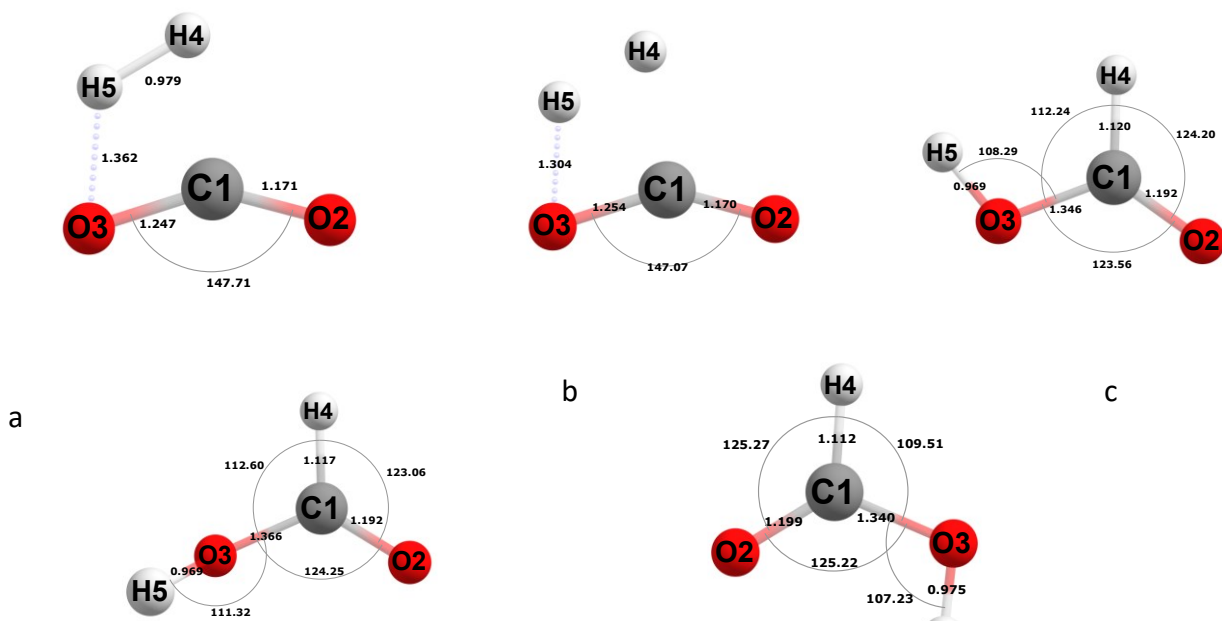 H4
0.979
H5
1.362
C1
1.171
O3
1.247
O2
147.71
H4
H5
1.304
C1
O3
1.254
1.170
O2
147.07
H4
112.24
1.120
124.20
H5
108.29
0.969
C1
1.192
O3
1.346
O2
123.56
a
b
c
H4
112.60
1.117
123.06
C1
1.192
1.366
O3
O2
0.969
124.25
H5
111.32
H4
125.27
1.112
109.51
C1
1.199
1.340
O2
O3
125.22
0.975
107.23